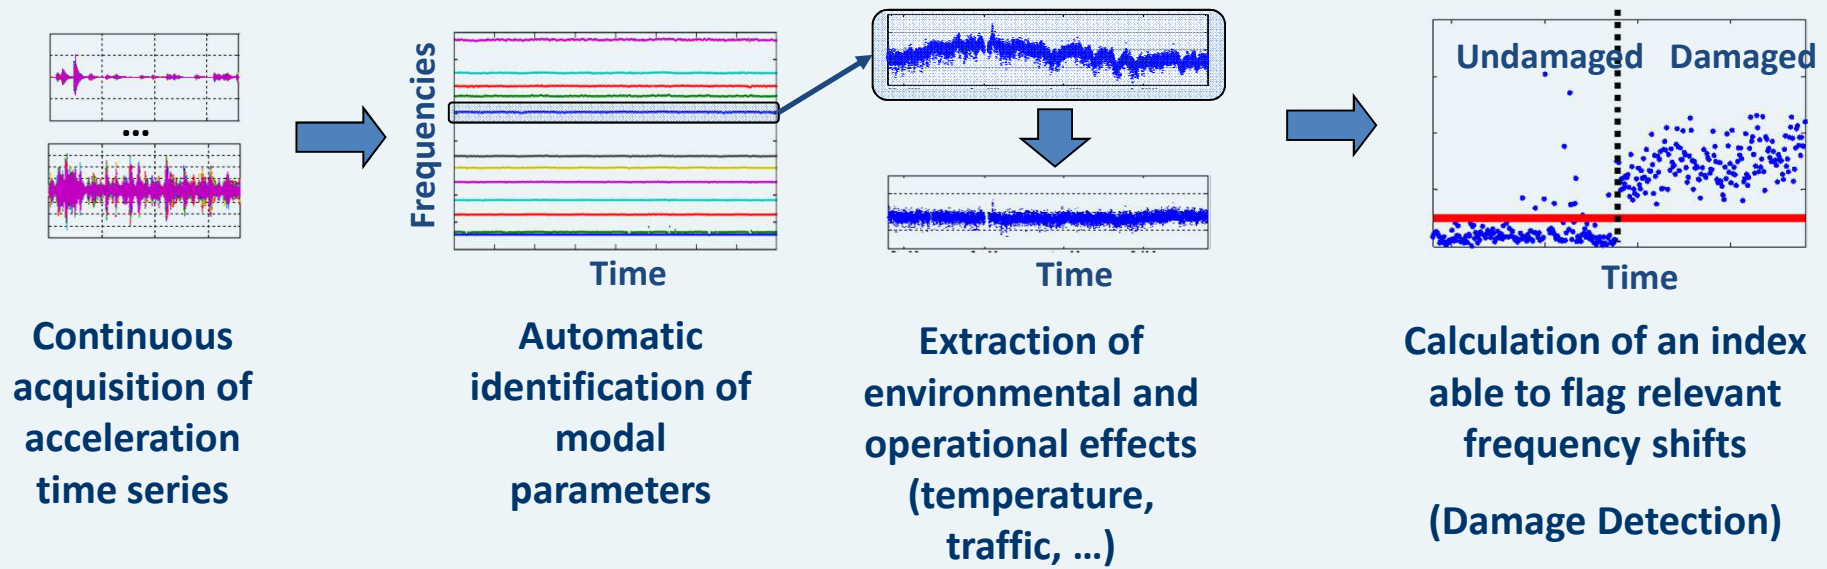 ...
Frequencies
Time
Time
Undamaged
Damaged
Time
Continuous
acquisition of
acceleration
time series
Automatic
identification of
modal
parameters
Extraction of
environmental and
operational effects
(temperature,
traffic, …)
Calculation of an index
able to flag relevant
frequency shifts
(Damage Detection)